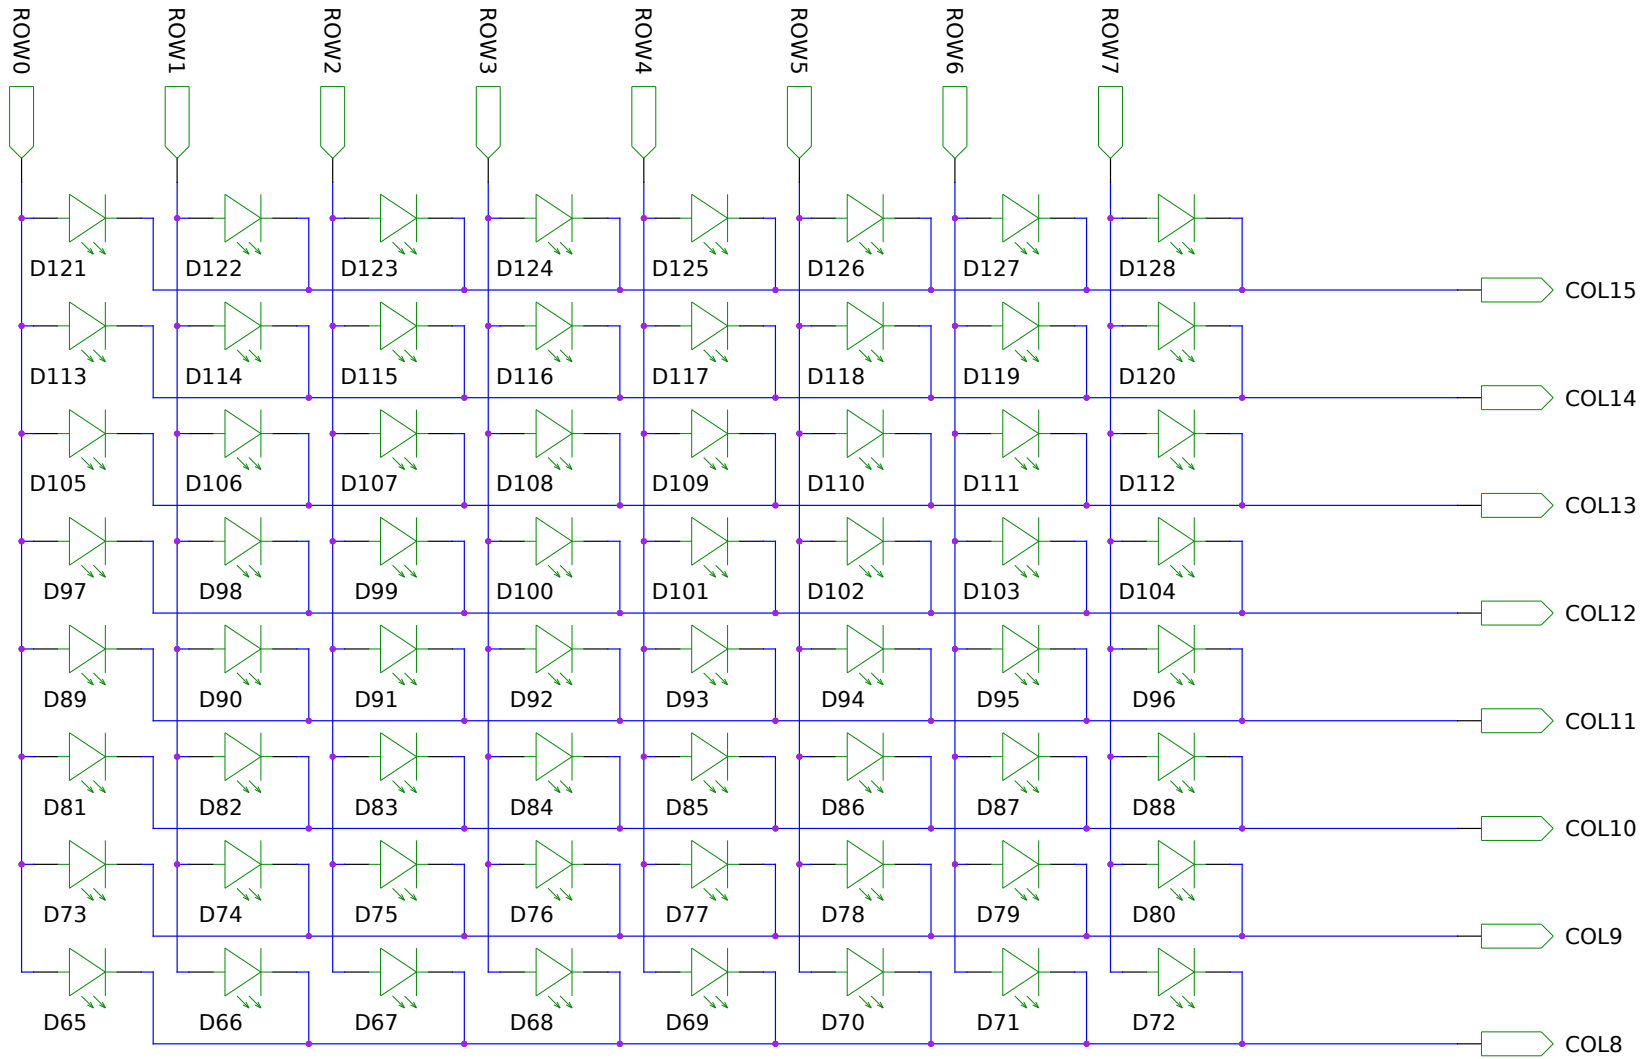 ROW0 ROW1 ROW2 ROW3 ROW4 ROW5 ROW6 ROW7
D121 D122 D123 D124 D125 D126 D127 D128
COL15
D113 D114 D115 D116 D117 D118 D119 D120
COL14
D105 D106 D107 D108 D109 D110 D111 D112
COL13
D97 D98 D99 D100 D101 D102 D103 D104
COL12
D89 D90 D91 D92 D93 D94 D95 D96
COL11
D81 D82 D83 D84 D85 D86 D87 D88
COL10
D73 D74 D75 D76 D77 D78 D79 D80
COL9
D65 D66 D67 D68 D69 D70 D71 D72
COL8